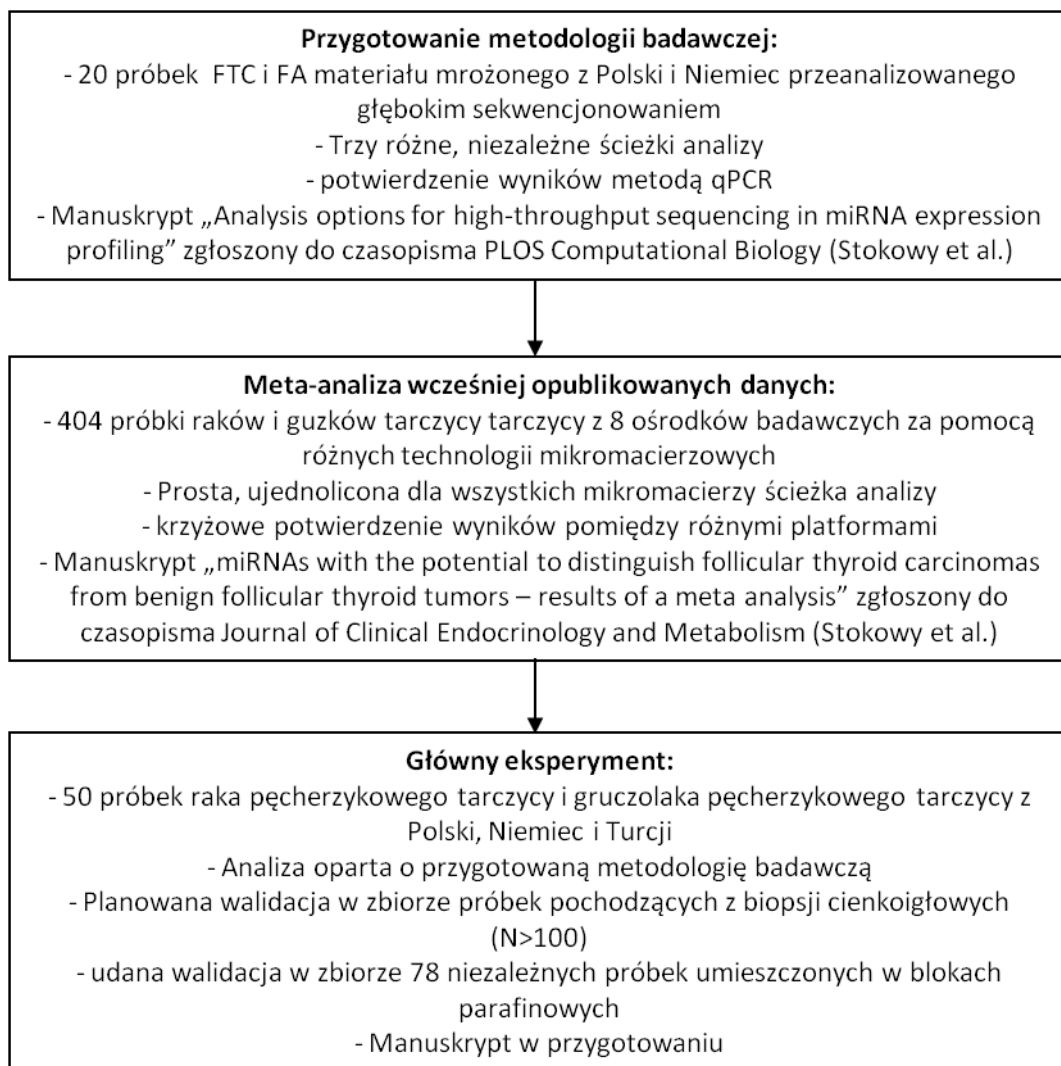 Przygotowanie metodologii badawczej:
- 20 próbek FTC i FA materiału mrożonego z Polski i Niemiec przeanalizowanego
głębokim sekwencjonowaniem
- Trzy różne, niezależne ścieżki analizy
- potwierdzenie wyników metodą qPCR
- Manuskrypt „Analysis options for high-throughput sequencing in miRNA expression
profiling” zgłoszony do czasopisma PLOS Computational Biology (Stokowy et al.)
Meta-analiza wcześniej opublikowanych danych:
- 404 próbki raków i guzków tarczycy tarczycy z 8 ośrodków badawczych za pomocą
różnych technologii mikromacierzowych
- Prosta, ujednolicona dla wszystkich mikromacierzy ścieżka analizy
- krzyżowe potwierdzenie wyników pomiędzy różnymi platformami
- Manuskrypt „miRNAs with the potential to distinguish follicular thyroid carcinomas
from benign follicular thyroid tumors – results of a meta analysis” zgłoszony do
czasopisma Journal of Clinical Endocrinology and Metabolism (Stokowy et al.)
Główny eksperyment:
- 50 próbek raka pęcherzykowego tarczycy i gruczolaka pęcherzykowego tarczycy z
Polski, Niemiec i Turcji
- Analiza oparta o przygotowaną metodologię badawczą
- Planowana walidacja w zbiorze próbek pochodzących z biopsji cienkoigłowych
(N>100)
- udana walidacja w zbiorze 78 niezależnych próbek umieszczonych w blokach
parafinowych
- Manuskrypt w przygotowaniu